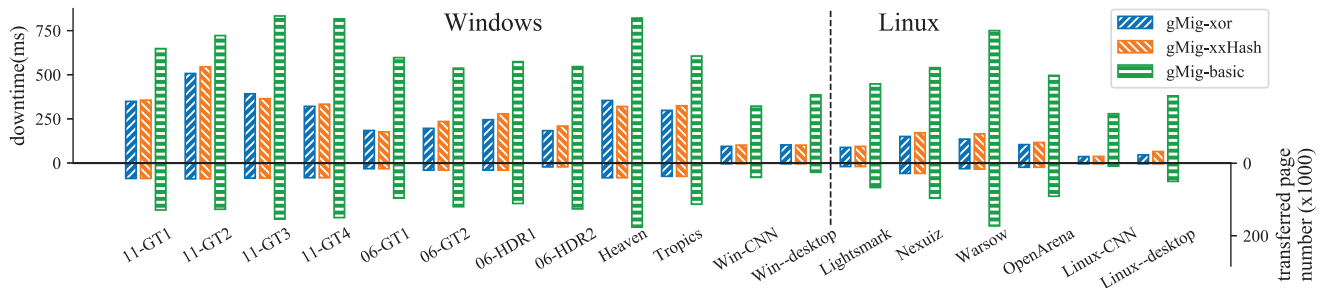 Windows
Linux
gMig-xor
gMig-xxHash
gMig-basic
downtime(ms)
750
500
250
0
0
200
transferred page
number (x1000)
11-GT1
11-GT2
11-GT3
11-GT4
06-GT1
06-GT2
06-HDR1
06-HDR2
Heaven
Tropics
Win-CNN
Win--desktop
Lightsmark
Nexuiz
Warsow
OpenArena
Linux-CNN
Linux--desktop